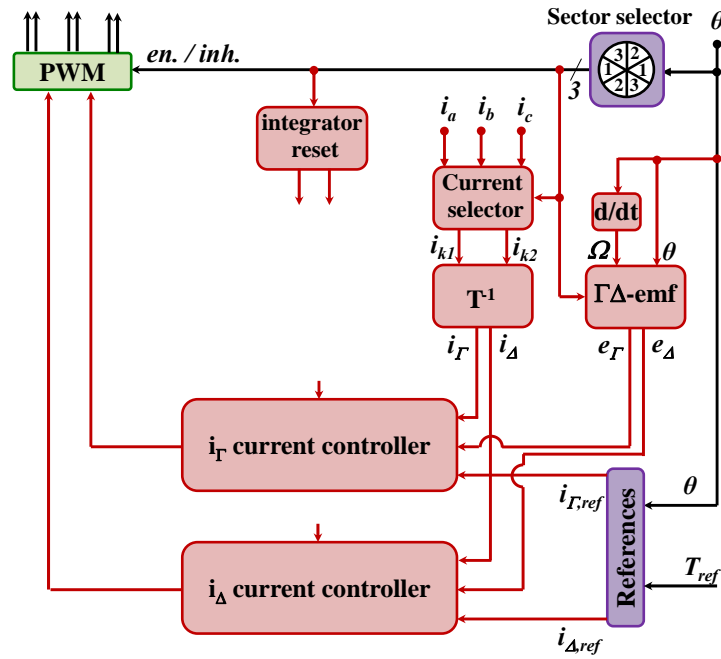 Sector selector
θ
PWM
en. / inh.
3
3 2
1 1
2 3
integrator
reset
i_a i_b i_c
Current
selector
d/dt
i_k1 i_k2
Ω θ
T⁻¹
ΓΔ-emf
i_Γ i_Δ
e_Γ e_Δ
i_Γ current controller
i_Γ,ref
θ
References
T_ref
i_Δ current controller
i_Δ,ref